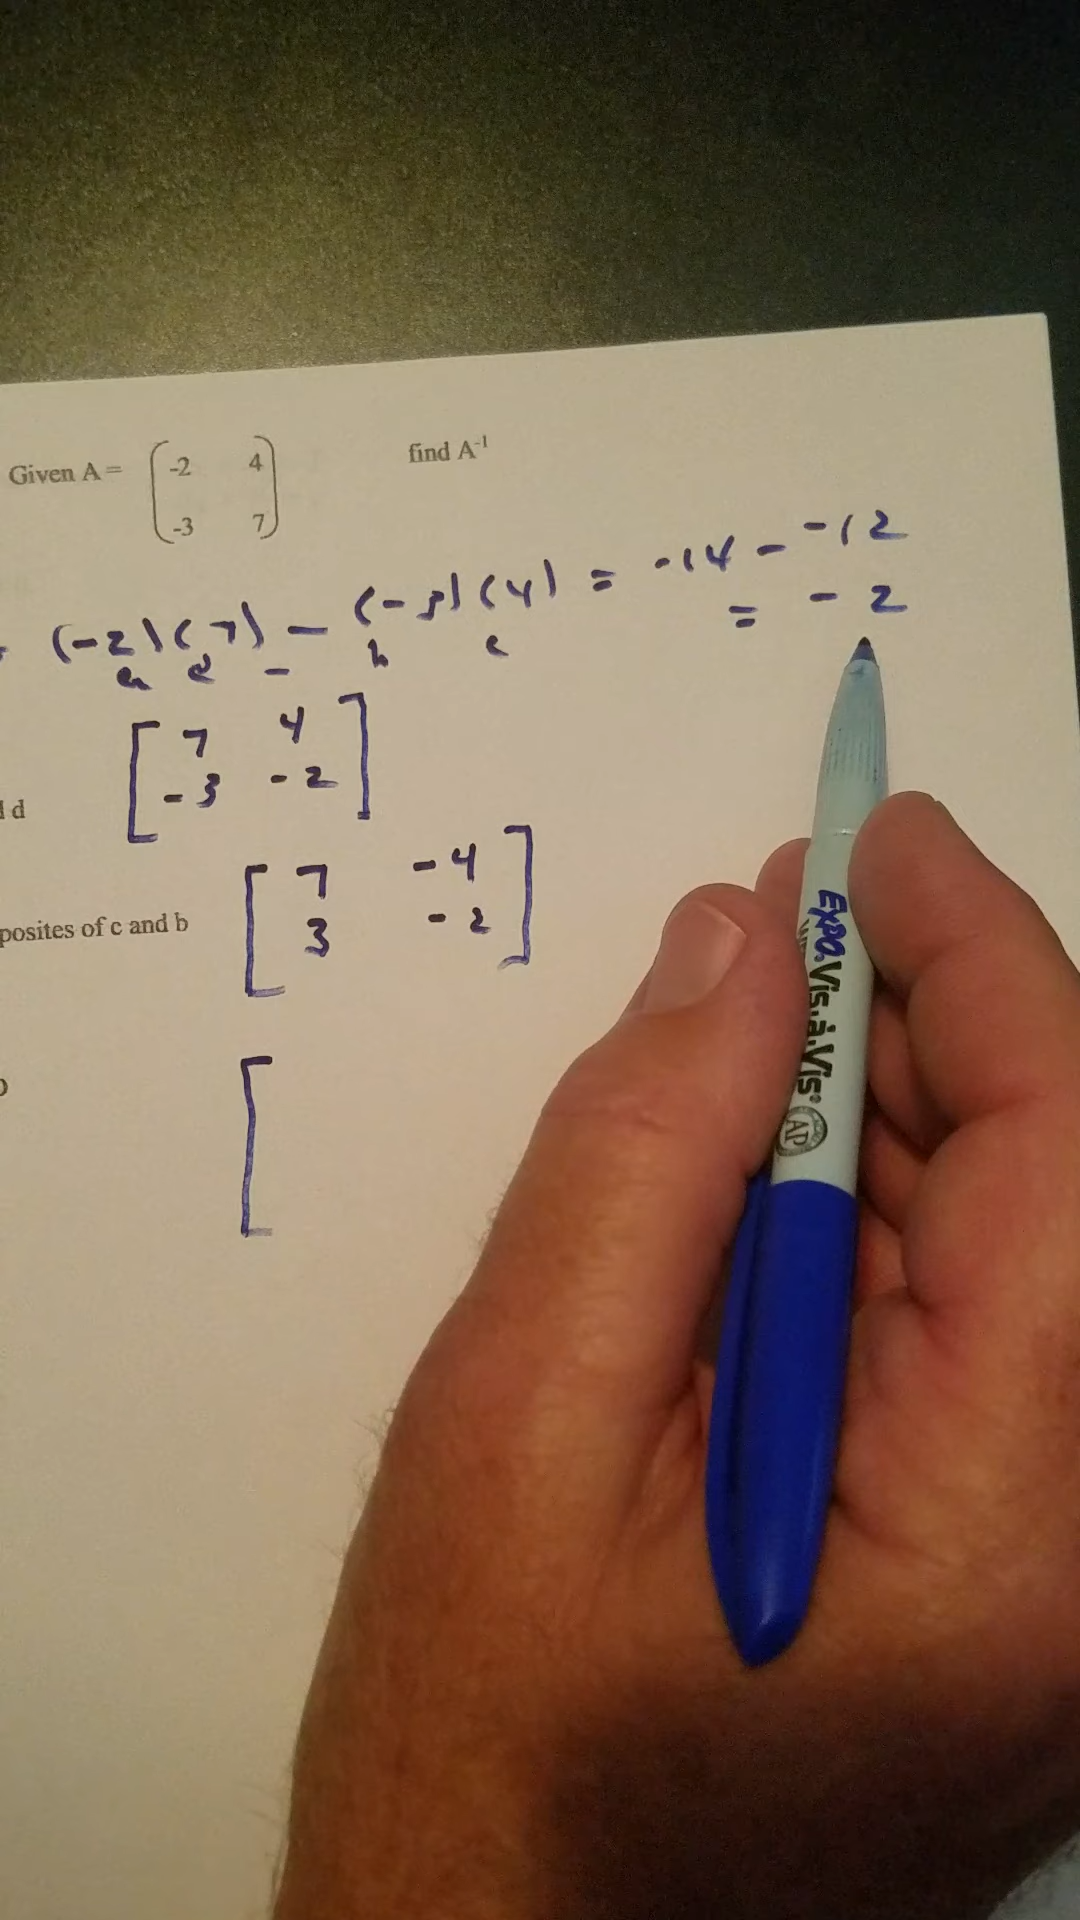 Given A = -2 4 find A-1
-3 7
(-2)(7) - (-3)(4) = -14 - -12
a d - b c
= - 2
7 4
-3 -2
d
7 -4
posites of c and b
3 -2
EXPO
Vis.à.Vis®
AP